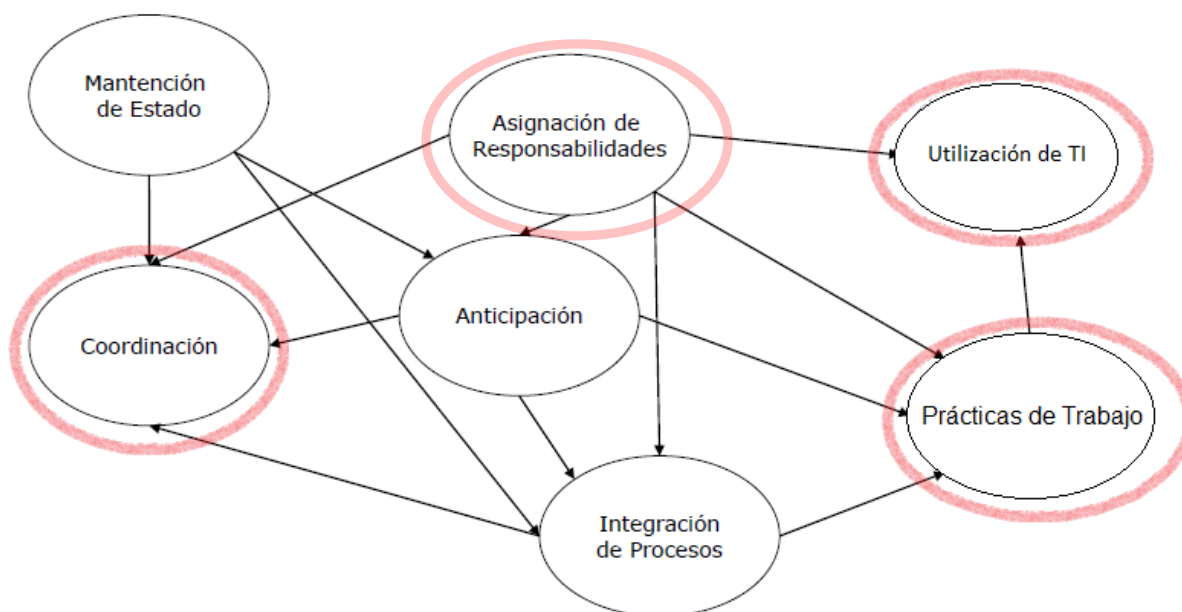 Mantención
de Estado
Asignación de
Responsabilidades
Utilización de TI
Coordinación
Anticipación
Prácticas de Trabajo
Integración
de Procesos